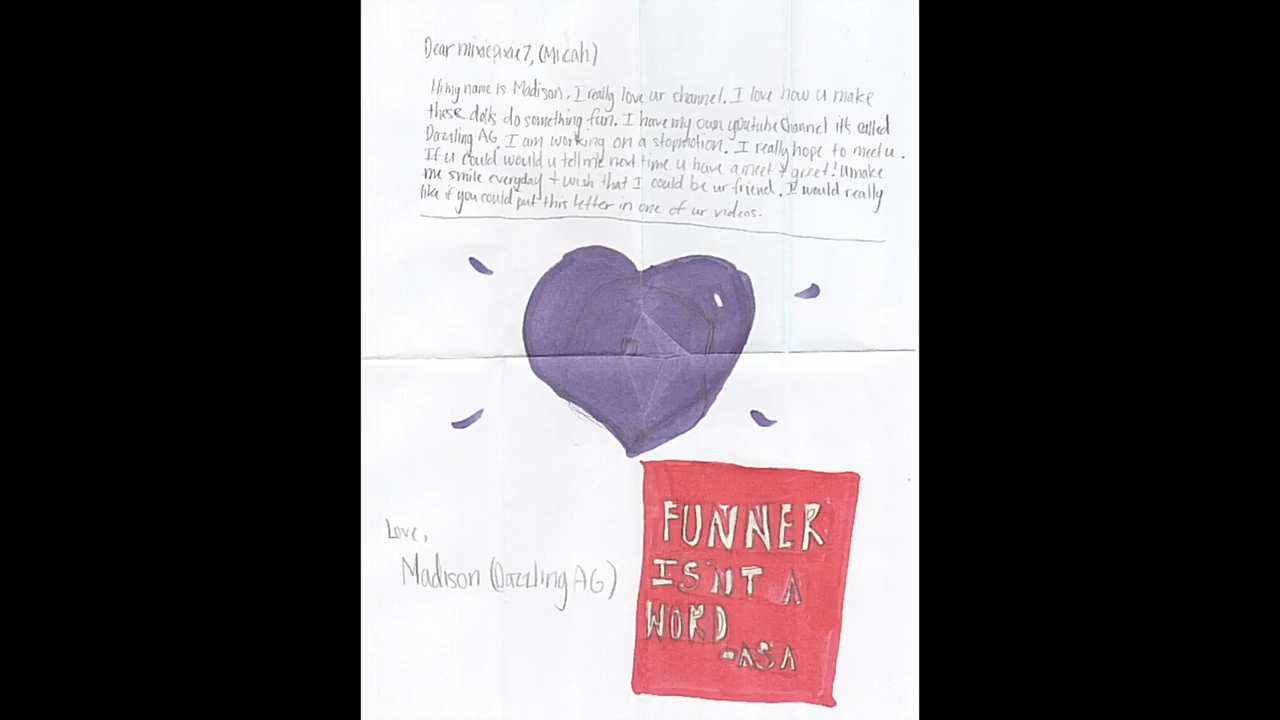 Dear mixiepixie7, (Micah)
Hi my name is Madison. I really love ur channel. I love how u make
these dolls do something fun. I have my own youtube channel it's called
Dazzling AG. I am working on a stopmotion. I really hope to meet u.
If u could would u tell me next time u have a meet + greet! U make
me smile everyday + wish that I could be ur friend. I would really
like if you could put this letter in one of ur videos.
Love,
Madison (Dazzling AG)
FUNNER
ISNT A
WORD
-ASA